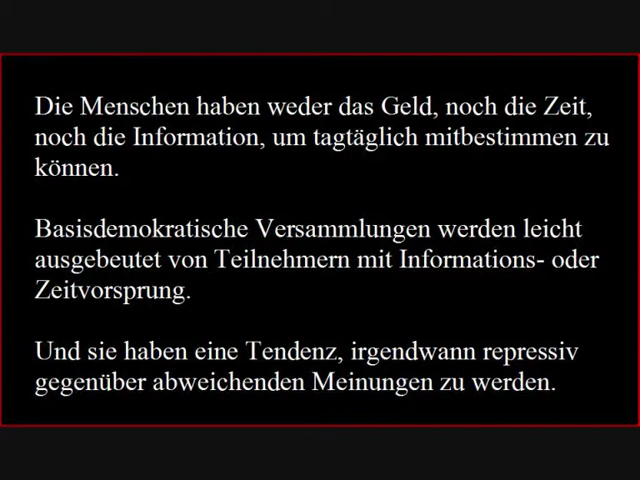 Die Menschen haben weder das Geld, noch die Zeit,
noch die Information, um tagtäglich mitbestimmen zu
können.
Basisdemokratische Versammlungen werden leicht
ausgebeutet von Teilnehmern mit Informations- oder
Zeitvorsprung.
Und sie haben eine Tendenz, irgendwann repressiv
gegenüber abweichenden Meinungen zu werden.